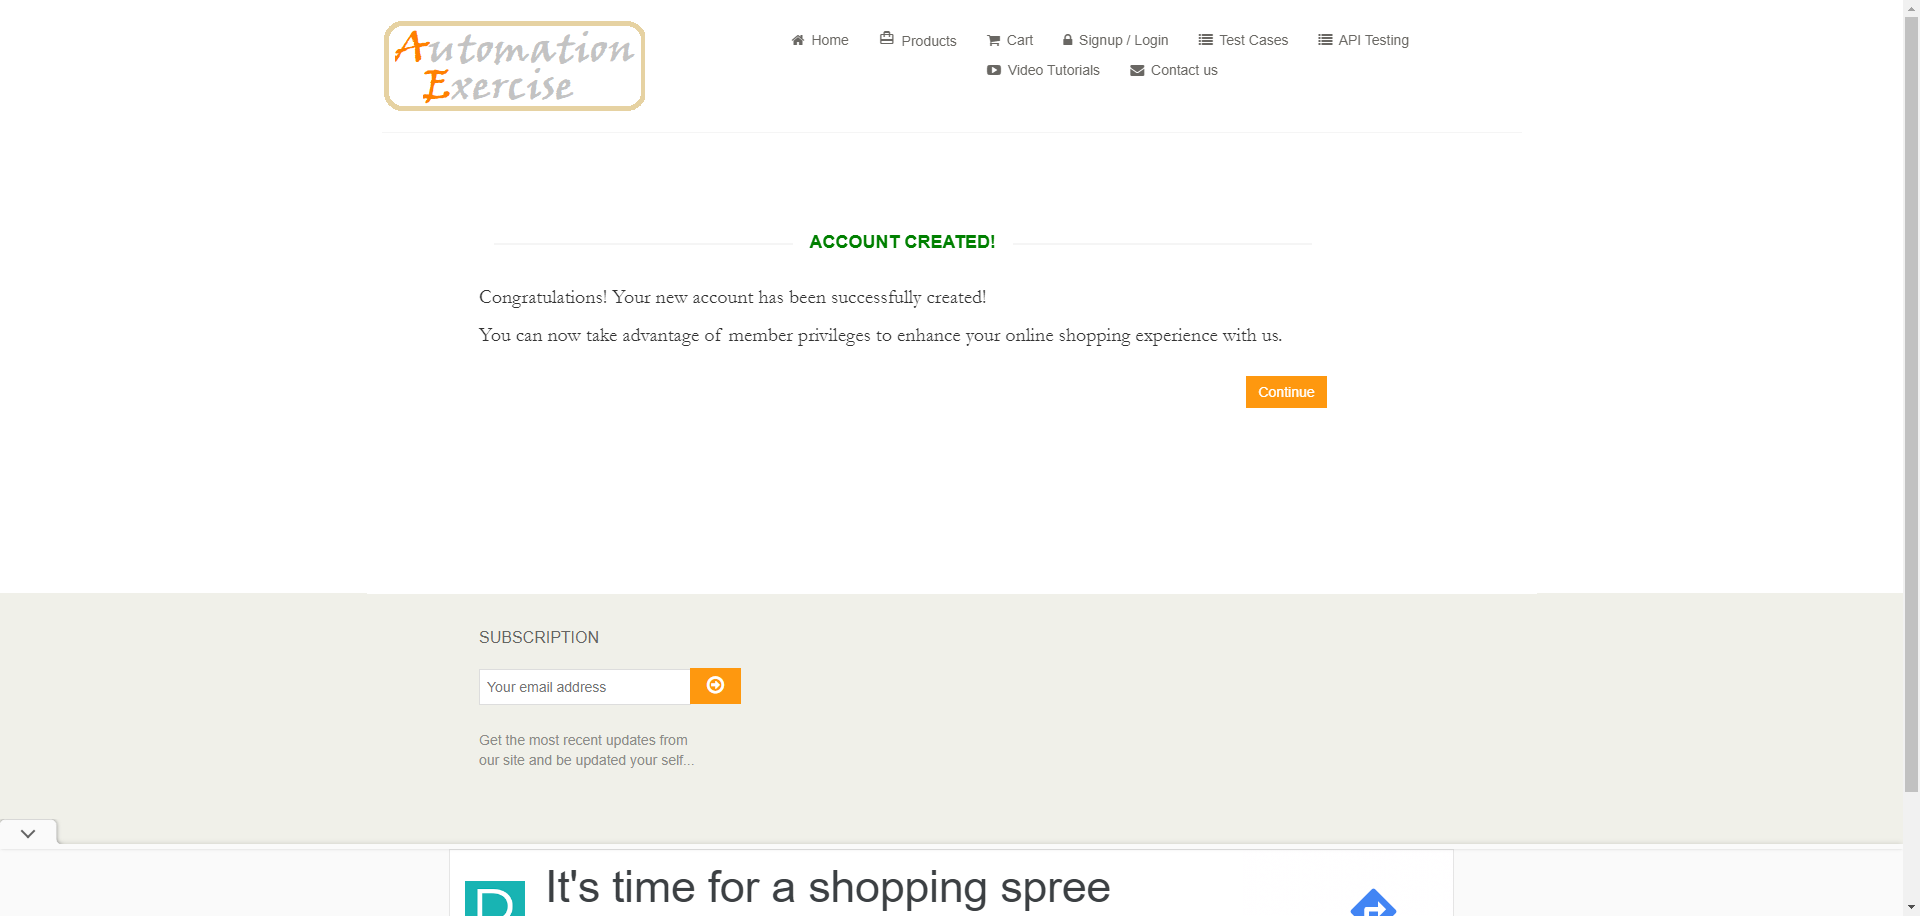 Automation
Exercise
Home
Products
Cart
Signup / Login
Test Cases
API Testing
Video Tutorials
Contact us
ACCOUNT CREATED!
Congratulations! Your new account has been successfully created!
You can now take advantage of member privileges to enhance your online shopping experience with us.
Continue
SUBSCRIPTION
Your email address
Get the most recent updates from
our site and be updated your self...
It's time for a shopping spree